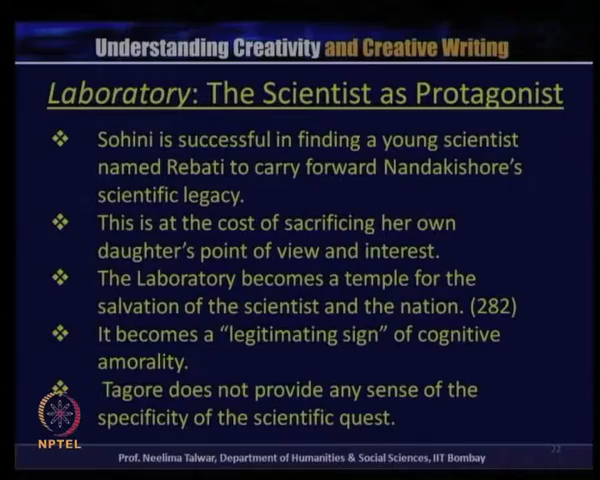 Understanding Creativity and Creative Writing
Laboratory: The Scientist as Protagonist
Sohini is successful in finding a young scientist
named Rebati to carry forward Nandakishore's
scientific legacy.
This is at the cost of sacrificing her own
daughter's point of view and interest.
The Laboratory becomes a temple for the
salvation of the scientist and the nation. (282)
It becomes a "legitimating sign" of cognitive
amorality.
Tagore does not provide any sense of the
specificity of the scientific quest.
NPTEL
22
Prof. Neelima Talwar, Department of Humanities & Social Sciences, IIT Bombay